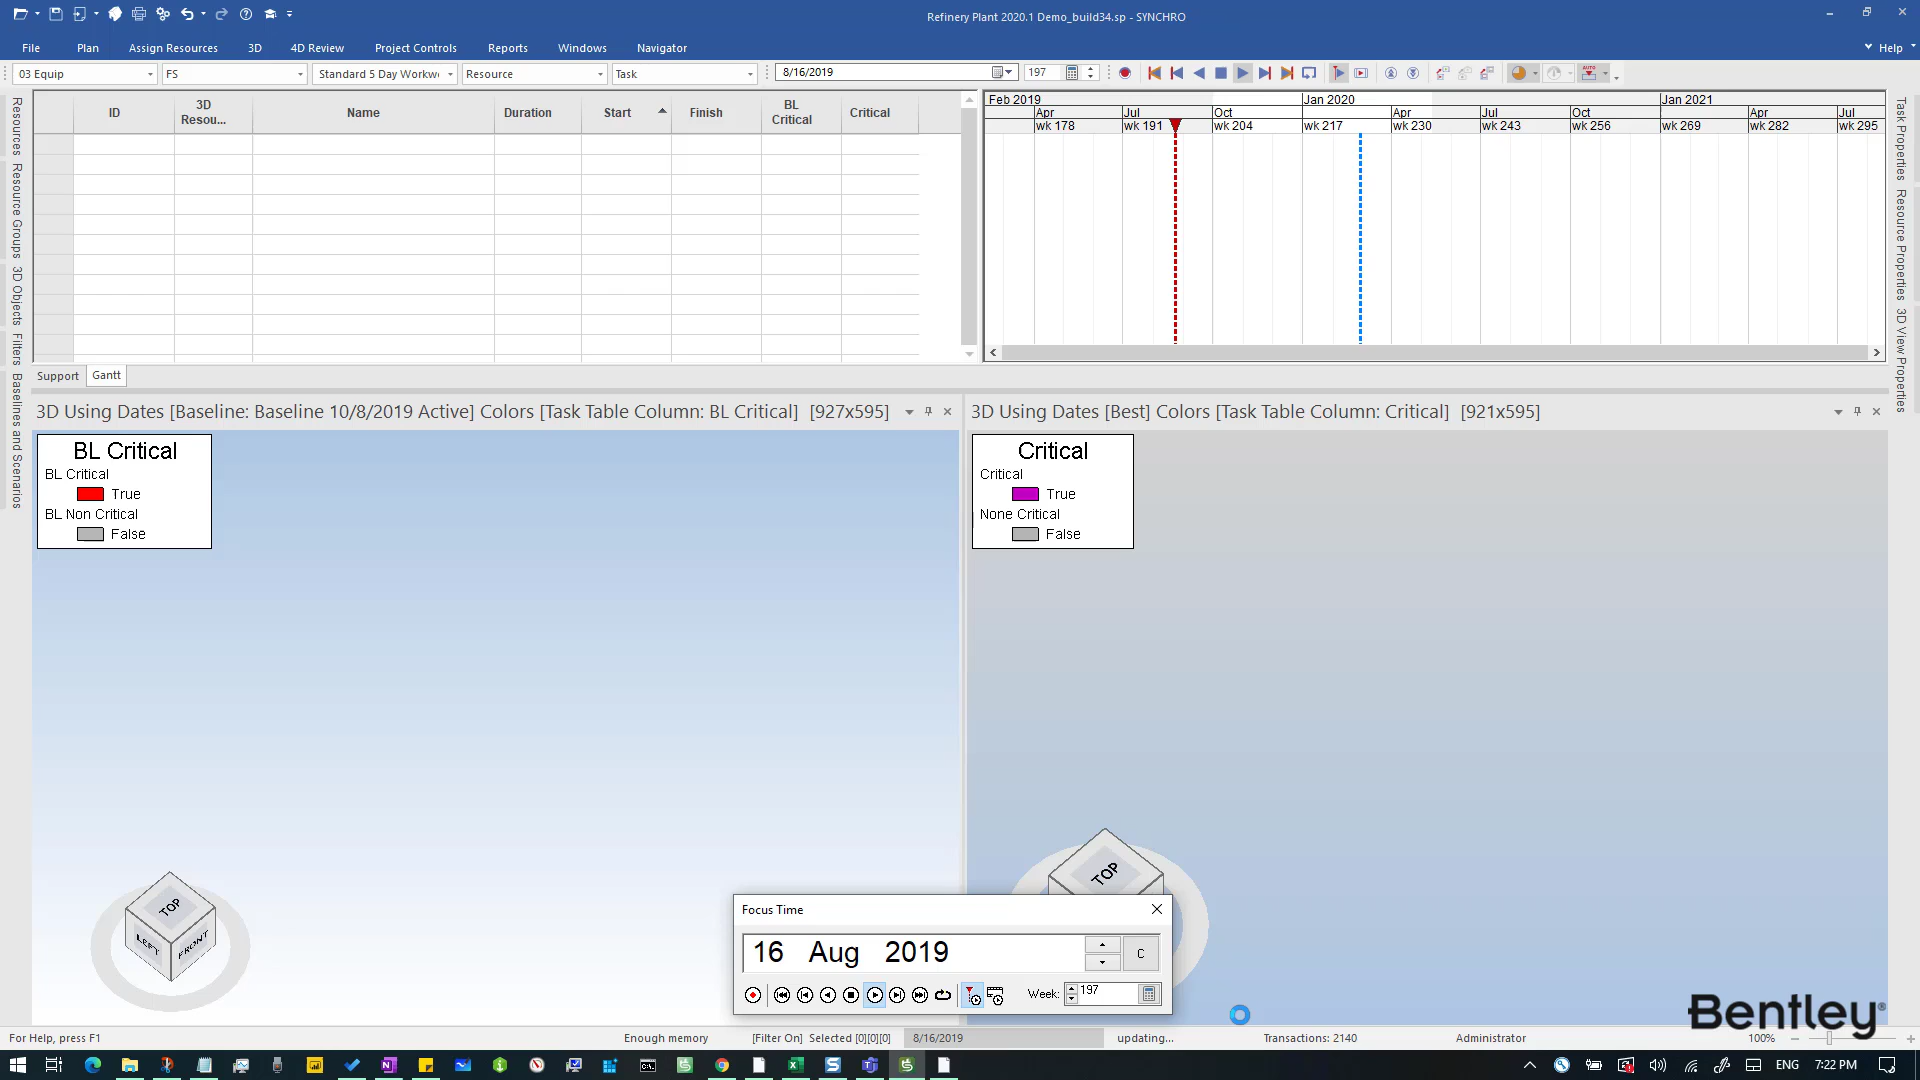 Refinery Plant 2020.1 Demo_build34.sp - SYNCHRO
File Plan Assign Resources 3D 4D Review Project Controls Reports Windows Navigator Help
03 Equip FS Standard 5 Day Workw Resource Task 8/16/2019 197
Resources
Resource Groups
3D Objects
Filters
Baselines and Scenarios
ID 3D Resou... Name Duration Start Finish BL Critical Critical
Feb 2019 Jan 2020 Jan 2021
Apr Jul Oct Apr Jul Oct Apr Jul
wk 178 wk 191 wk 204 wk 217 wk 230 wk 243 wk 256 wk 269 wk 282 wk 295
Task Properties
Resource Properties
3D View Properties
Support Gantt
3D Using Dates [Baseline: Baseline 10/8/2019 Active] Colors [Task Table Column: BL Critical] [927x595]
BL Critical
BL Critical
True
BL Non Critical
False
TOP
LEFT FRONT
3D Using Dates [Best] Colors [Task Table Column: Critical] [921x595]
Critical
Critical
True
None Critical
False
TOP
Focus Time
16 Aug 2019 C
Week: 197
Bentley
For Help, press F1 Enough memory [Filter On] Selected [0][0][0] 8/16/2019 updating... Transactions: 2140 Administrator 100%
ENG 7:22 PM